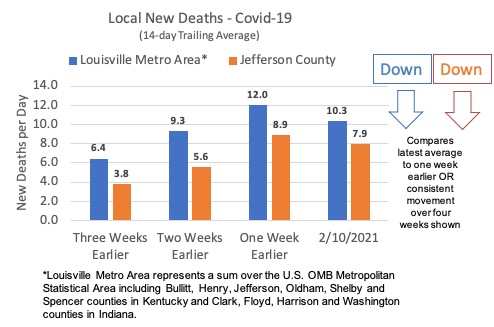 Local New Deaths - Covid-19
(14-day Trailing Average)
Louisville Metro Area* Jefferson County
Down Down
New Deaths per Day
14.0
12.0
10.0
8.0
6.0
4.0
2.0
0.0
6.4
3.8
9.3
5.6
12.0
8.9
10.3
7.9
Three Weeks
Earlier
Two Weeks
Earlier
One Week
Earlier
2/10/2021
Compares
latest average
to one week
earlier OR
consistent
movement
over four
weeks shown
*Louisville Metro Area represents a sum over the U.S. OMB Metropolitan
Statistical Area including Bullitt, Henry, Jefferson, Oldham, Shelby and
Spencer counties in Kentucky and Clark, Floyd, Harrison and Washington
counties in Indiana.